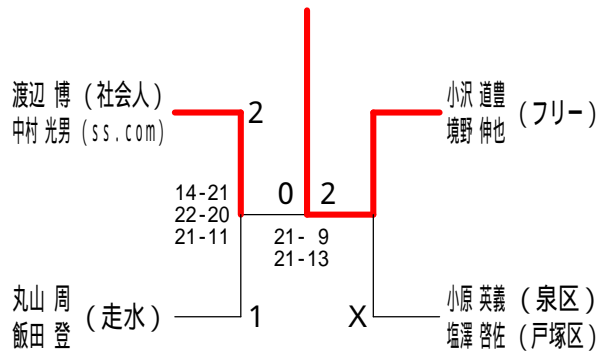 渡辺 博 (社会人)
中村 光男 (ss.com)
2
小沢 道豊
境野 伸也
(フリー)
14-21
22-20
21-11
0 2
21- 9
21-13
丸山 周
飯田 登
(走水)
1
X
小原 英義 (泉区)
塩澤 啓佐 (戸塚区)